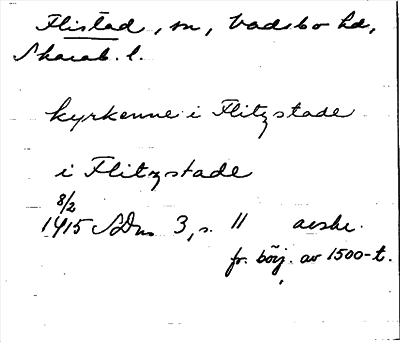 Flistad, sn, Vadsbo hd,
Skarab. l.
kyrkenne i Flitzstade
i Flitzstade
8/2
1415 SDns 3, s. 11 avskr.
fr. börj. av 1500-t.